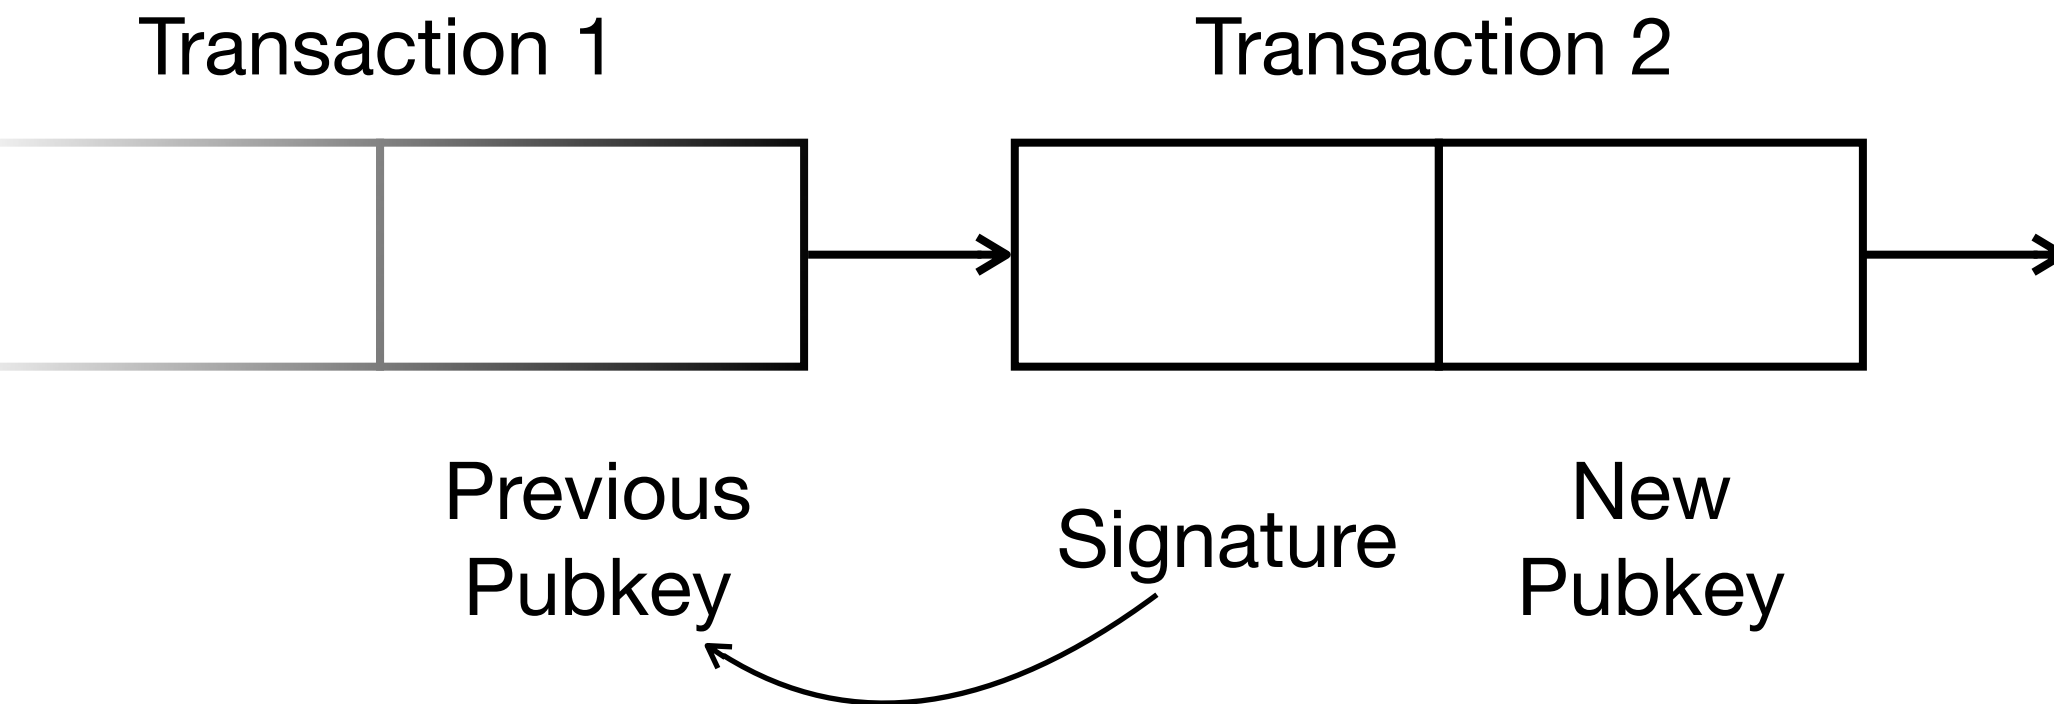 Transaction 1
Transaction 2
Previous
Pubkey
Signature
New
Pubkey